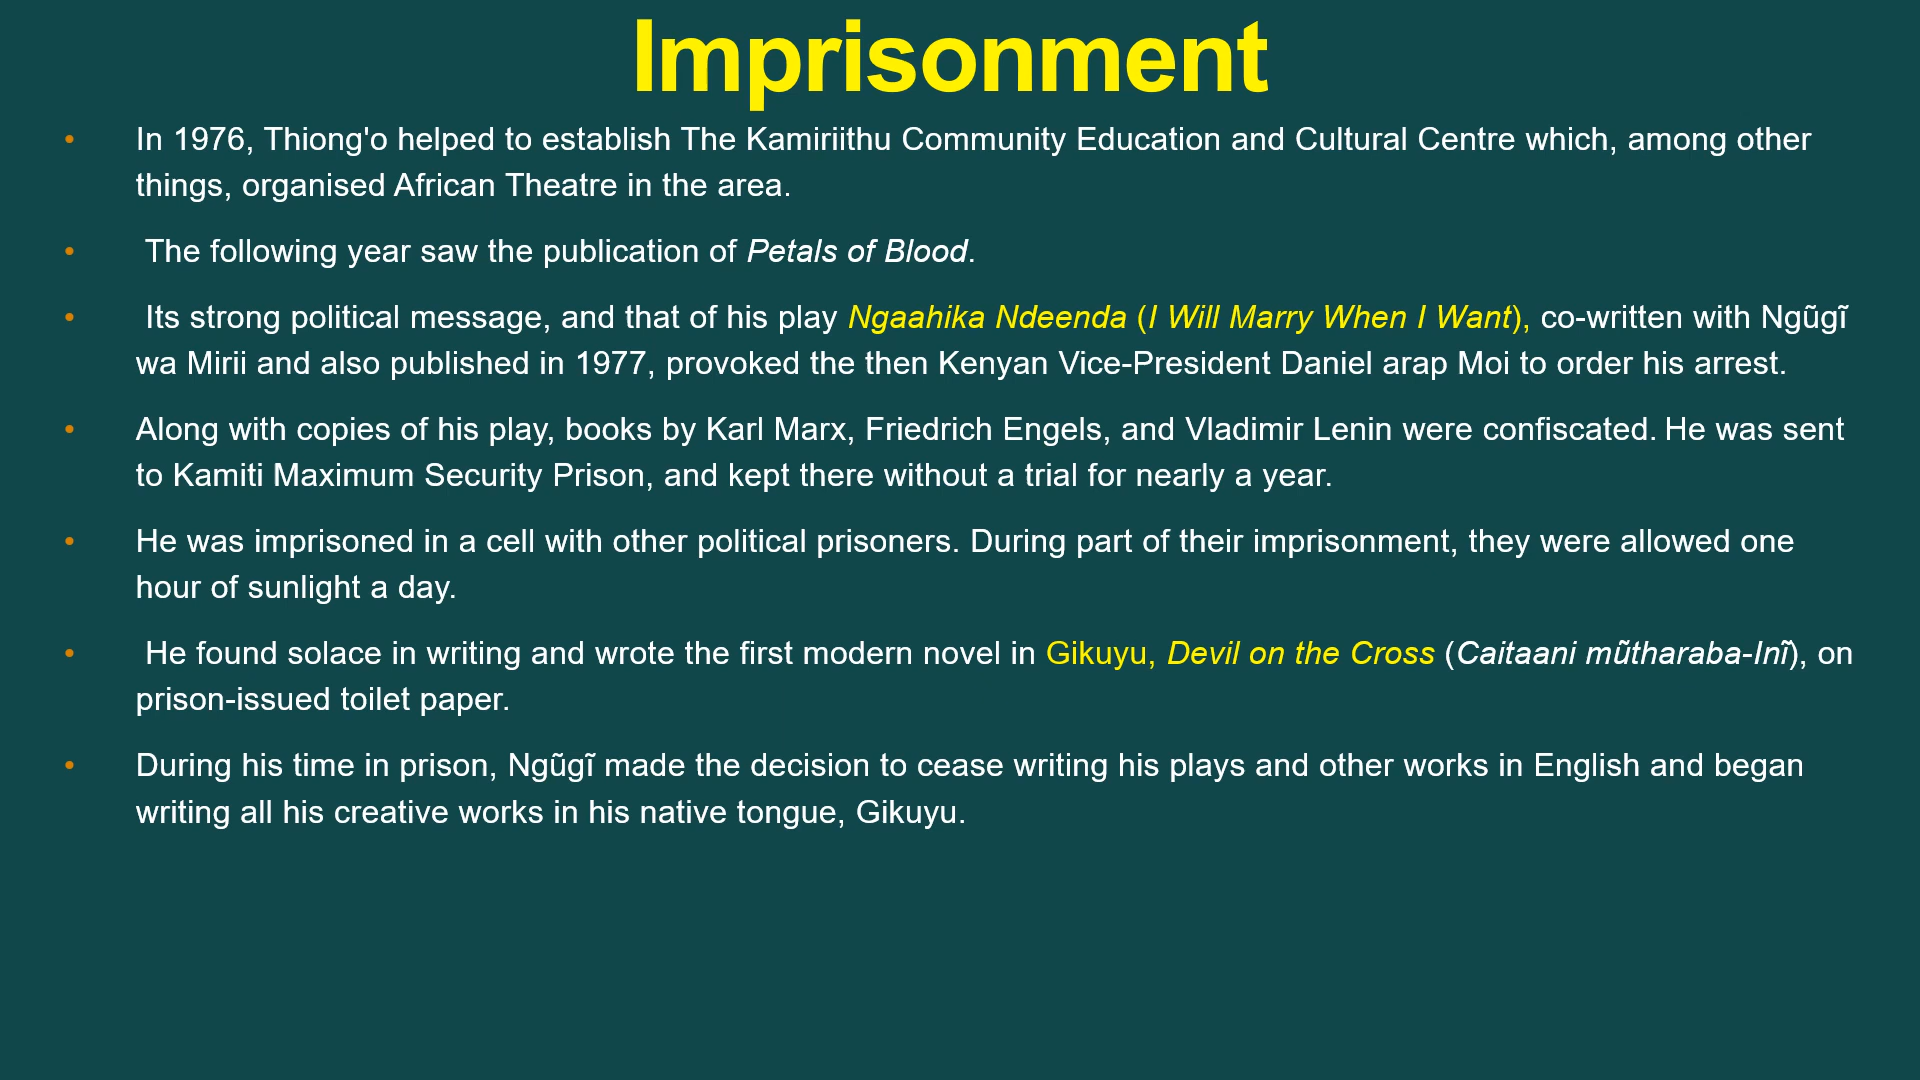 Imprisonment
• In 1976, Thiong'o helped to establish The Kamiriithu Community Education and Cultural Centre which, among other
things, organised African Theatre in the area.
• The following year saw the publication of Petals of Blood.
• Its strong political message, and that of his play Ngaahika Ndeenda (I Will Marry When I Want), co-written with Ngũgĩ
wa Mirii and also published in 1977, provoked the then Kenyan Vice-President Daniel arap Moi to order his arrest.
• Along with copies of his play, books by Karl Marx, Friedrich Engels, and Vladimir Lenin were confiscated. He was sent
to Kamiti Maximum Security Prison, and kept there without a trial for nearly a year.
• He was imprisoned in a cell with other political prisoners. During part of their imprisonment, they were allowed one
hour of sunlight a day.
• He found solace in writing and wrote the first modern novel in Gikuyu, Devil on the Cross (Caitaani mũtharaba-Inĩ), on
prison-issued toilet paper.
• During his time in prison, Ngũgĩ made the decision to cease writing his plays and other works in English and began
writing all his creative works in his native tongue, Gikuyu.